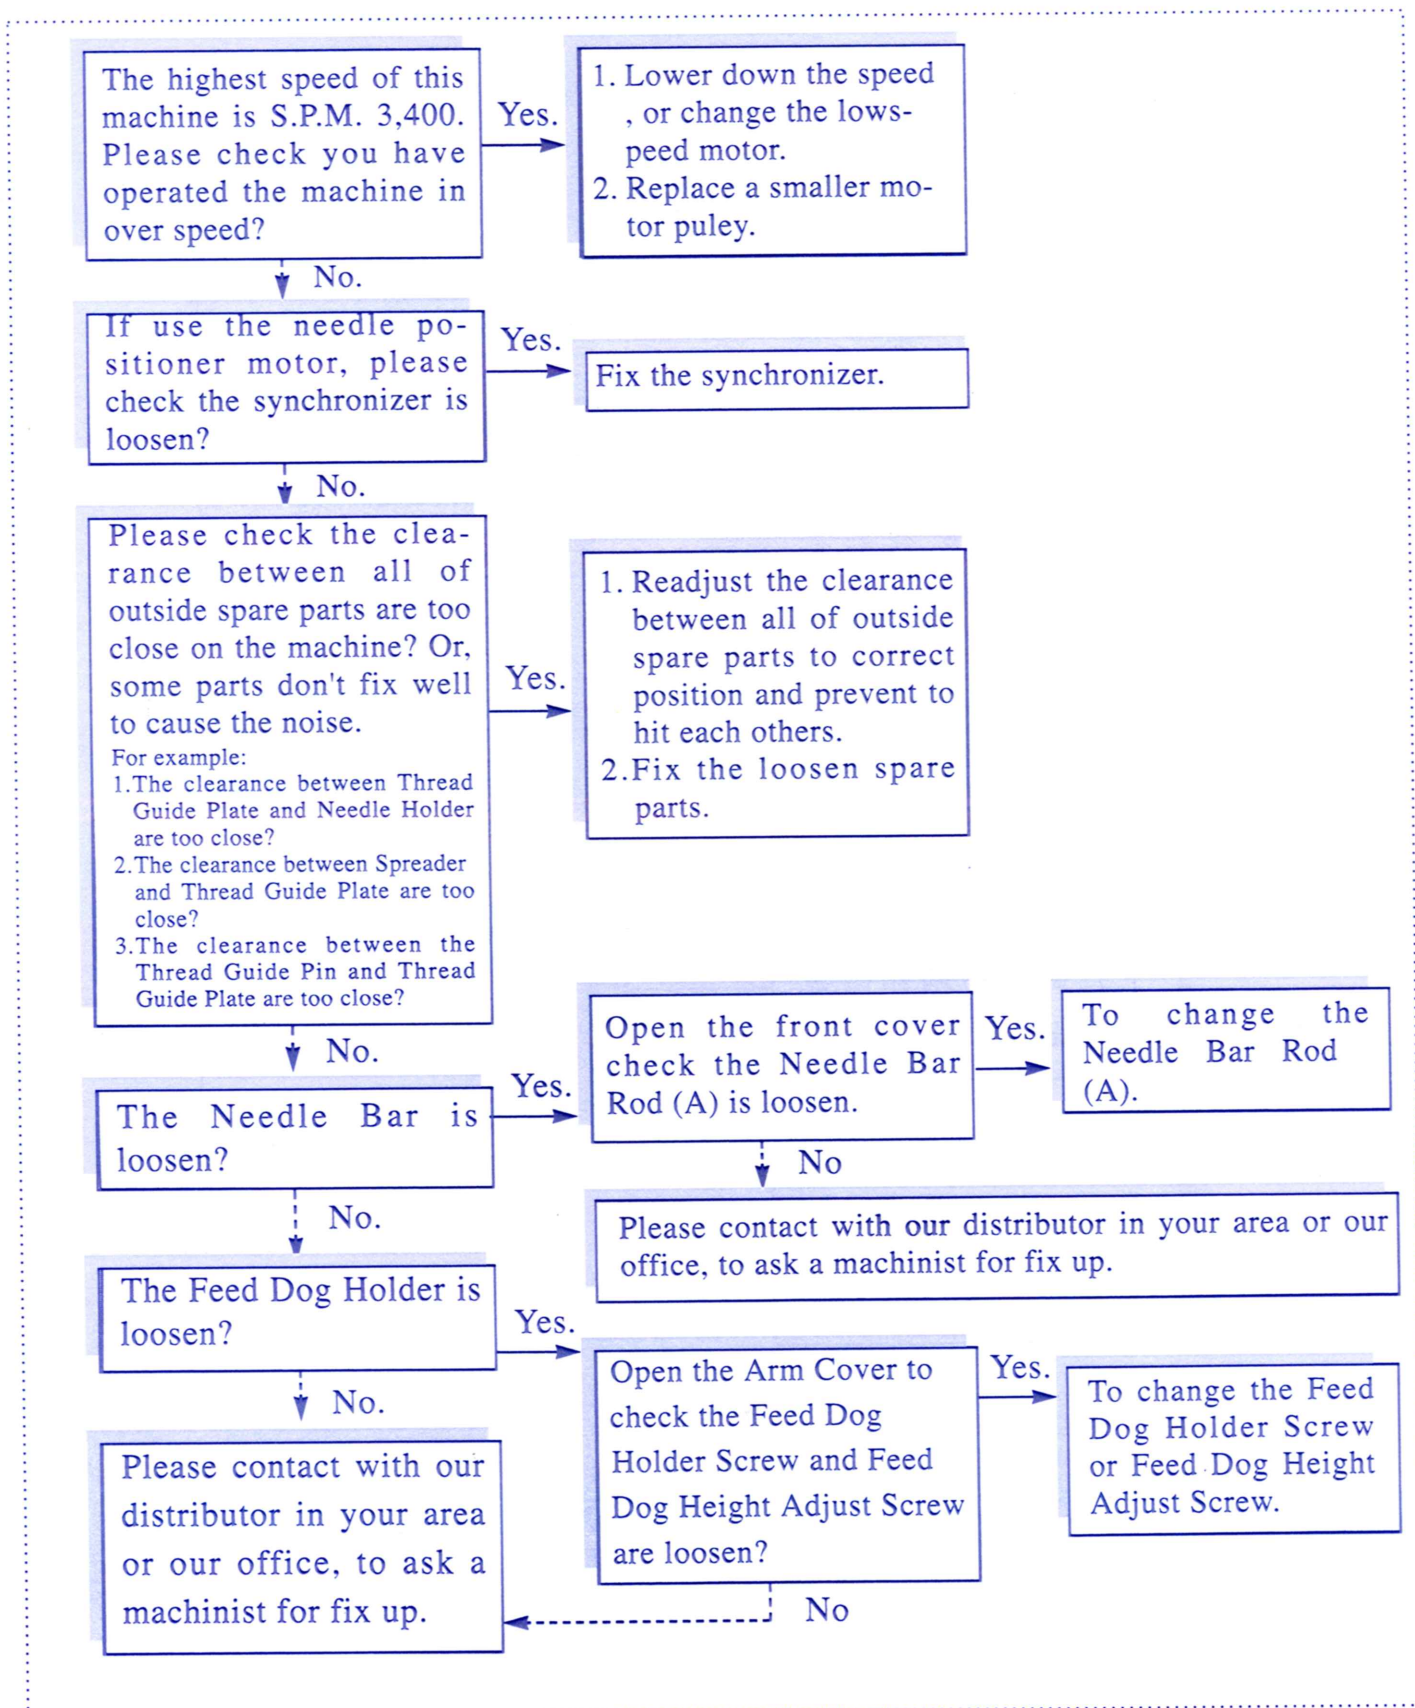 The highest speed of this
machine is S.P.M. 3,400.
Please check you have
operated the machine in
over speed?
Yes.
1. Lower down the speed
, or change the lows-
peed motor.
2. Replace a smaller mo-
tor puley.
No.
If use the needle po-
sitioner motor, please
check the synchronizer is
loosen?
Yes.
Fix the synchronizer.
No.
Please check the clea-
rance between all of
outside spare parts are too
close on the machine? Or,
some parts don't fix well
to cause the noise.
For example:
1.The clearance between Thread
Guide Plate and Needle Holder
are too close?
2.The clearance between Spreader
and Thread Guide Plate are too
close?
3.The clearance between the
Thread Guide Pin and Thread
Guide Plate are too close?
Yes.
1. Readjust the clearance
between all of outside
spare parts to correct
position and prevent to
hit each others.
2.Fix the loosen spare
parts.
No.
The Needle Bar is
loosen?
Yes.
Open the front cover
check the Needle Bar
Rod (A) is loosen.
Yes.
To change the
Needle Bar Rod
(A).
No
Please contact with our distributor in your area or our
office, to ask a machinist for fix up.
No.
The Feed Dog Holder is
loosen?
Yes.
Open the Arm Cover to
check the Feed Dog
Holder Screw and Feed
Dog Height Adjust Screw
are loosen?
Yes.
To change the Feed
Dog Holder Screw
or Feed Dog Height
Adjust Screw.
No.
Please contact with our
distributor in your area
or our office, to ask a
machinist for fix up.
No